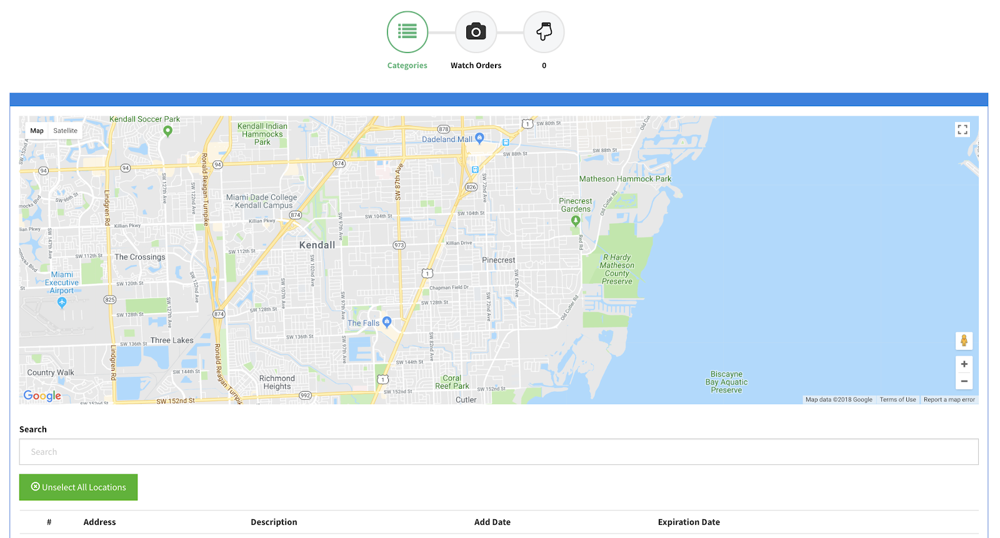 Categories
Watch Orders
0
Map
Satellite
Kendall Soccer Park
Kendall Indian
Hammocks
Park
878
1
SW 80th St
Old Cu
Dadeland Mall
SW 88th St
SW 88th St
SW 152nd A
94
94
94
874
SW 87th Ave
826
SW 72nd Ave
Matheson Hammock Park
SW 127th Ave
SW 122nd Ave
Ronald Reagan Turnpike
Lindgren Rd
Miami Dade College
- Kendall Campus
Pinecrest
Gardens
Old Cutler Rd
mocks Blvd
SW 96th St
874
SW 97th Ave
SW 104th St
SW 104th St
Killian Pkwy
Killian Pkwy
llian Pkwy
SW 147th Ave
Kendall
973
Killian Drive
Red Rd
SW 112th St
The Crossings
SW 112th St
SW 102nd Ave
Pinecrest
R Hardy
Matheson
County
Preserve
mmocks Blvd
1
Miami
Executive
Airport
St
SW 120th St
SW 122nd Ave
SW 107th Ave
SW 97th Ave
Chapman Field Dr
SW 67th Ave
SW 72nd Ave
825
SW 128th St
SW 127th Ave
874
SW 128th St
SW 128th St
Old Cutler Rd
The Falls
Three Lakes
SW 136th St
SW 136th St
SW 97th Ave
SW 82nd Ave
Lindgren Rd
Ronald Reagan Turnpik
SW 144th St
SW 144th St
Country Walk
Richmond
Heights
1
Coral
Reef Park
Biscayne
Bay Aquatic
Preserve
Google
SW 152nd St
SW 152nd St
992
SW 152nd St
SW 152nd St
Cutler
Map data ©2018 Google
Terms of Use
Report a map error
Search
Search
Unselect All Locations
# Address Description Add Date Expiration Date